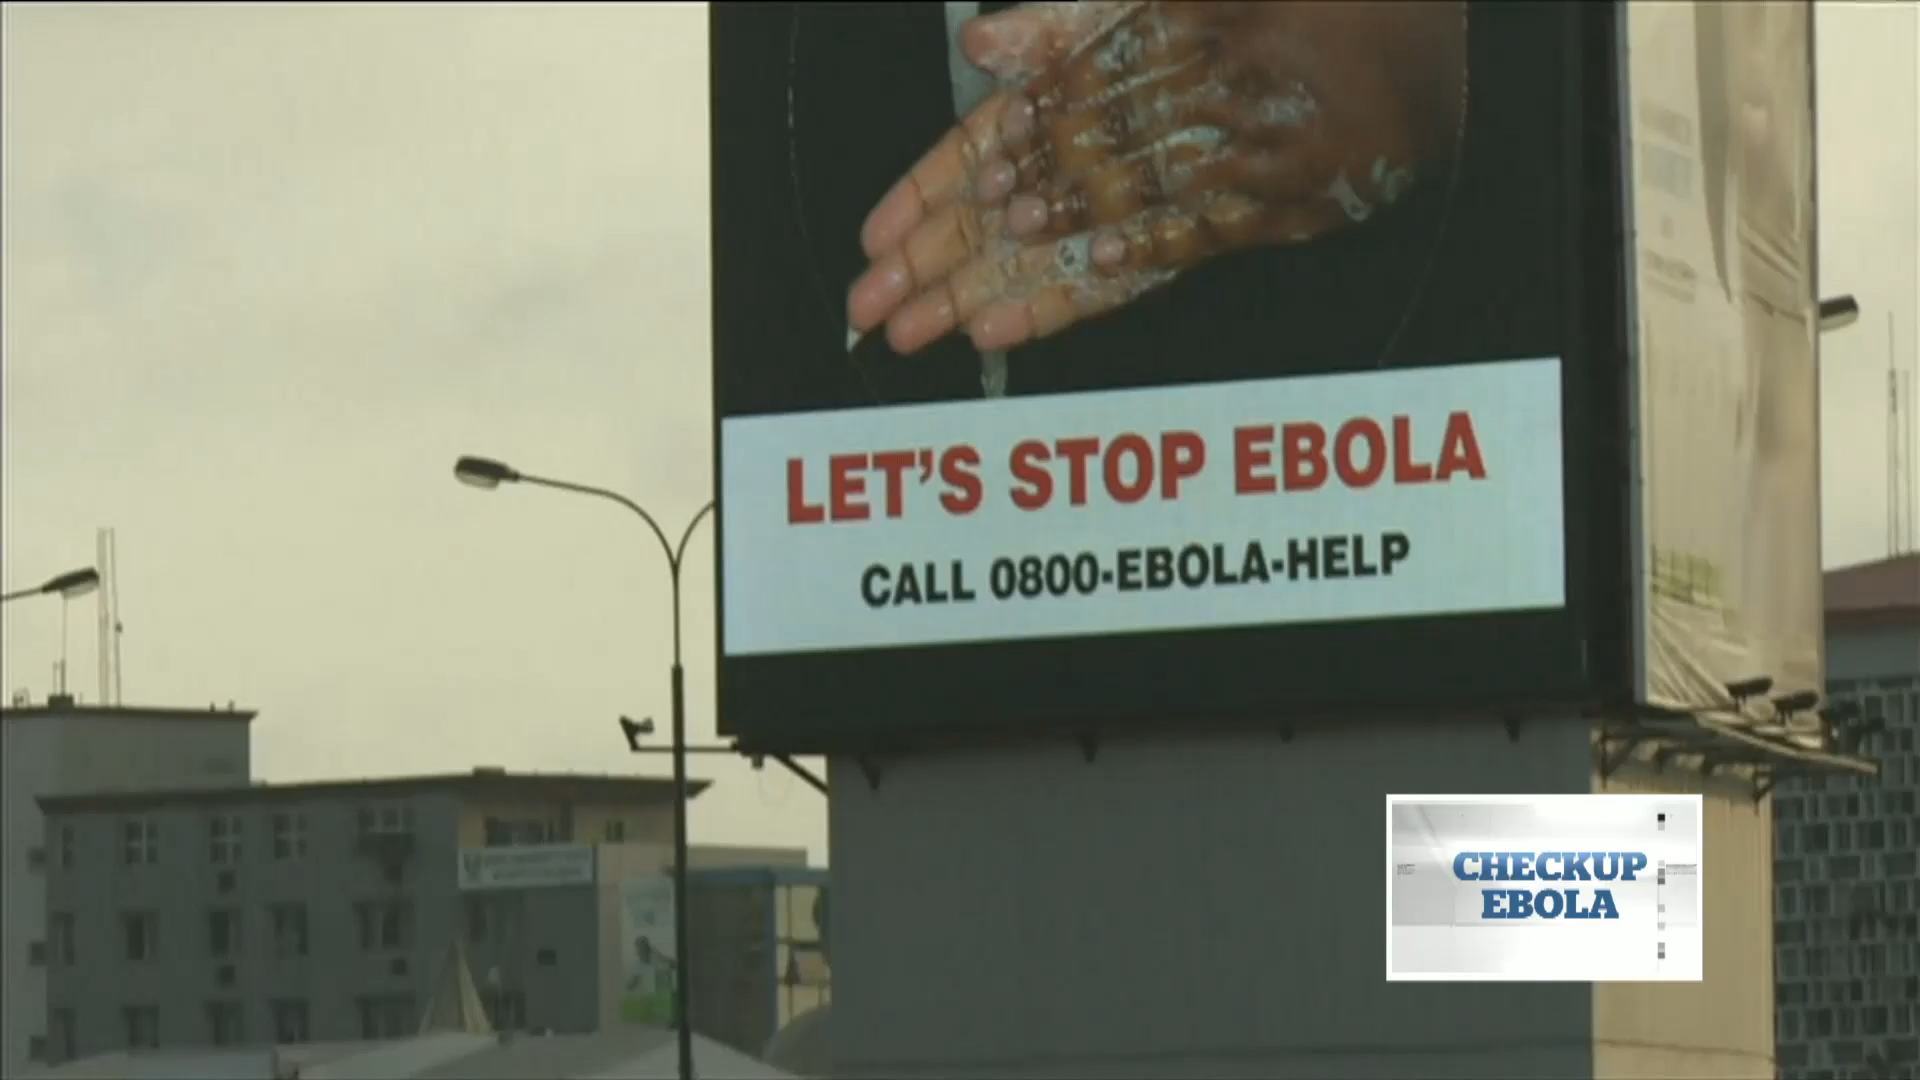 LET'S STOP EBOLA
CALL 0800-EBOLA-HELP
CHECKUP
EBOLA